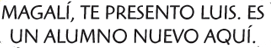 MAGALÍ, TE PRESENTO LUIS. ES
UN ALUMNO NUEVO AQUÍ.